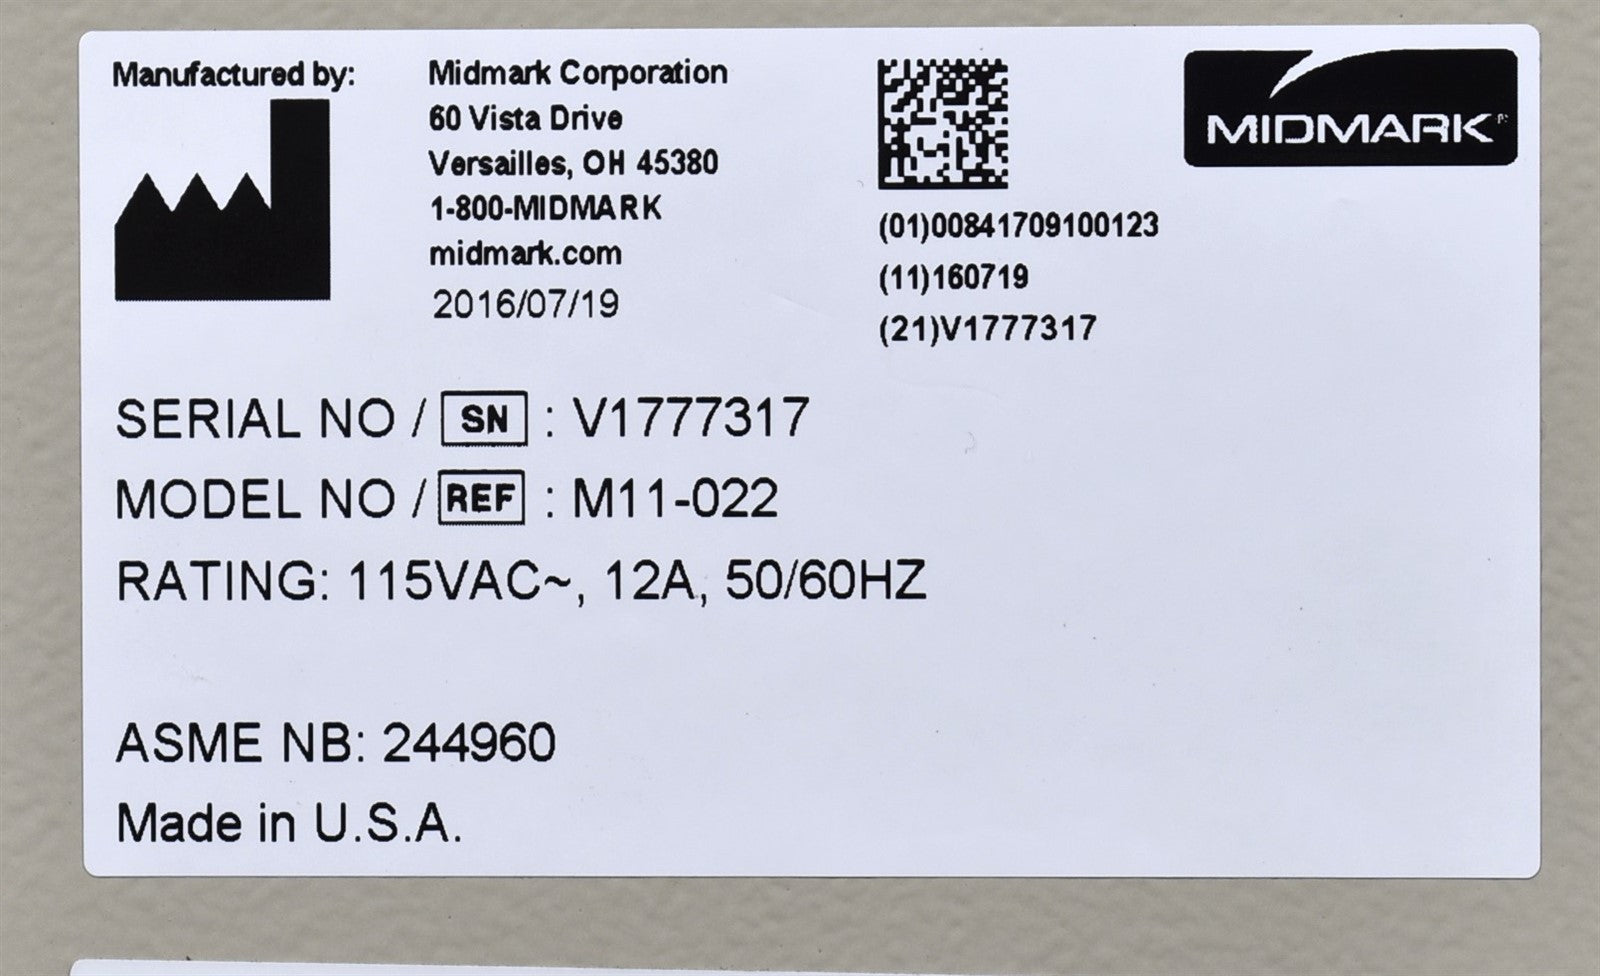 Manufactured by:
Midmark Corporation
60 Vista Drive
Versailles, OH 45380
1-800-MIDMARK
midmark.com
2016/07/19
(01)00841709100123
(11)160719
(21)V1777317
MIDMARK
SERIAL NO / SN : V1777317
MODEL NO / REF : M11-022
RATING: 115VAC~, 12A, 50/60HZ
ASME NB: 244960
Made in U.S.A.